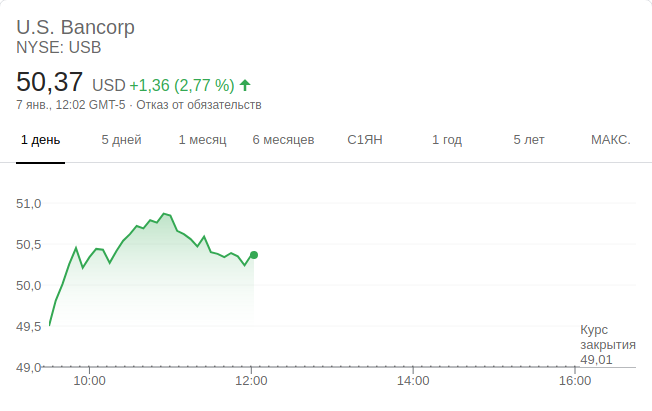 U.S. Bancorp
NYSE: USB
50,37 USD +1,36 (2,77 %)
7 янв., 12:02 GMT-5 · Отказ от обязательств
1 день 5 дней 1 месяц 6 месяцев С1ЯН 1 год 5 лет МАКС.
51,0
50,5
50,0
49,5
Курс
закрытия
49,01
49,0
10:00 12:00 14:00 16:00